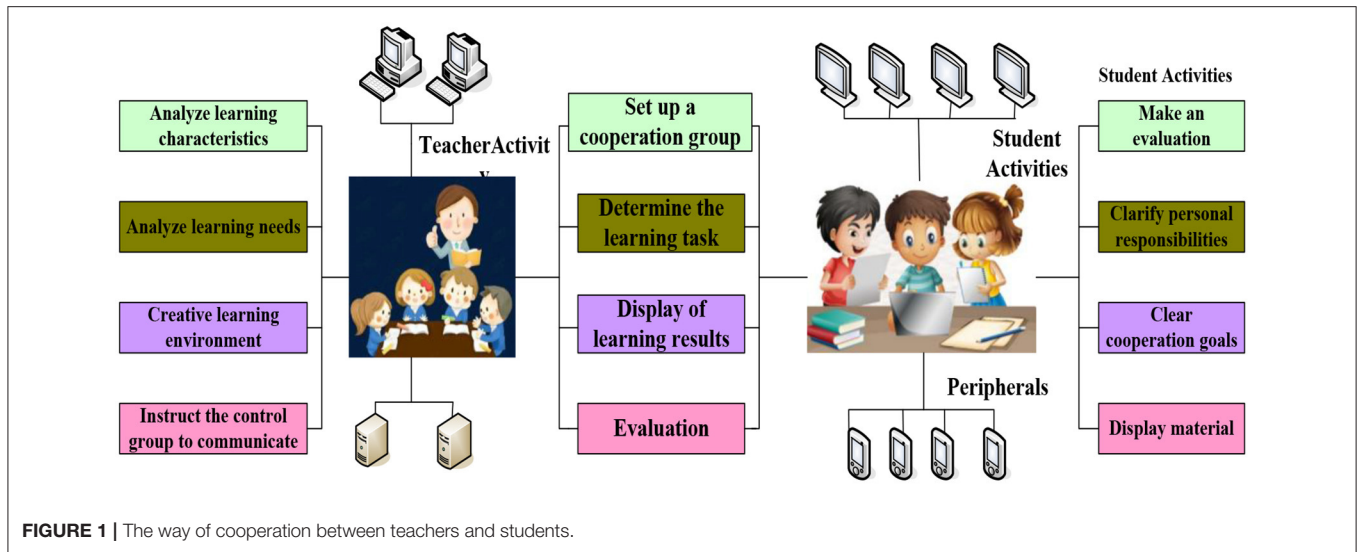 Analyze learning
characteristics
Analyze learning needs
Creative learning
environment
Instruct the control
group to communicate
TeacherActivit
y
Set up a
cooperation group
Determine the
learning task
Display of
learning results
Evaluation
Student
Activities
Peripherals
Student Activities
Make an
evaluation
Clarify personal
responsibilities
Clear
cooperation goals
Display material
FIGURE 1 | The way of cooperation between teachers and students.